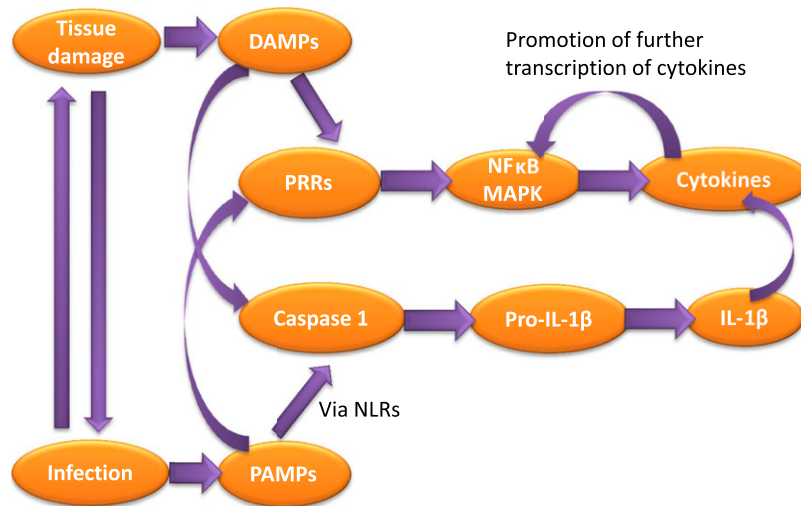 Tissue
damage
DAMPs
Promotion of further
transcription of cytokines
PRRs
NFκB
MAPK
Cytokines
Caspase 1
Pro-IL-1β
IL-1β
Via NLRs
Infection
PAMPs